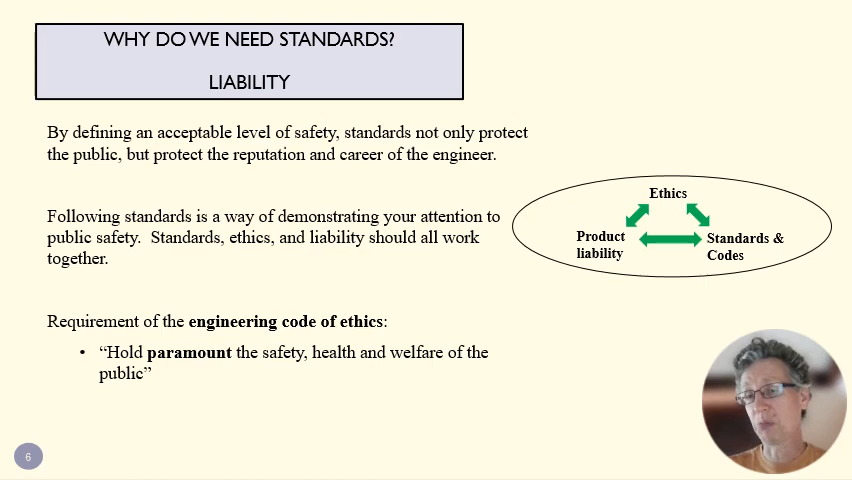 WHY DO WE NEED STANDARDS?
LIABILITY
By defining an acceptable level of safety, standards not only protect
the public, but protect the reputation and career of the engineer.
Following standards is a way of demonstrating your attention to
public safety.  Standards, ethics, and liability should all work
together.
Requirement of the engineering code of ethics:
• “Hold paramount the safety, health and welfare of the
public”
Ethics
Product
liability
Standards &
Codes
6